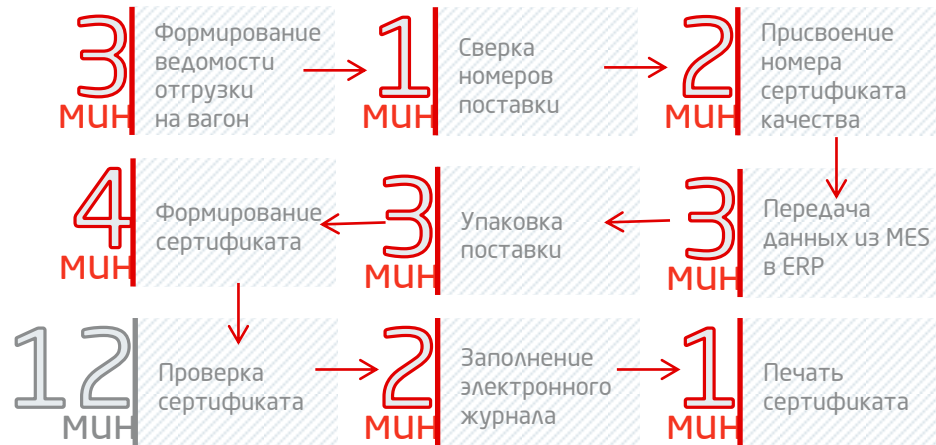 3
мин
Формирование
ведомости
отгрузки
на вагон
1
мин
Сверка
номеров
поставки
2
мин
Присвоение
номера
сертификата
качества
3
мин
Передача
данных из MES
в ERP
3
мин
Упаковка
поставки
4
мин
Формирование
сертификата
12
мин
Проверка
сертификата
2
мин
Заполнение
электронного
журнала
1
мин
Печать
сертификата